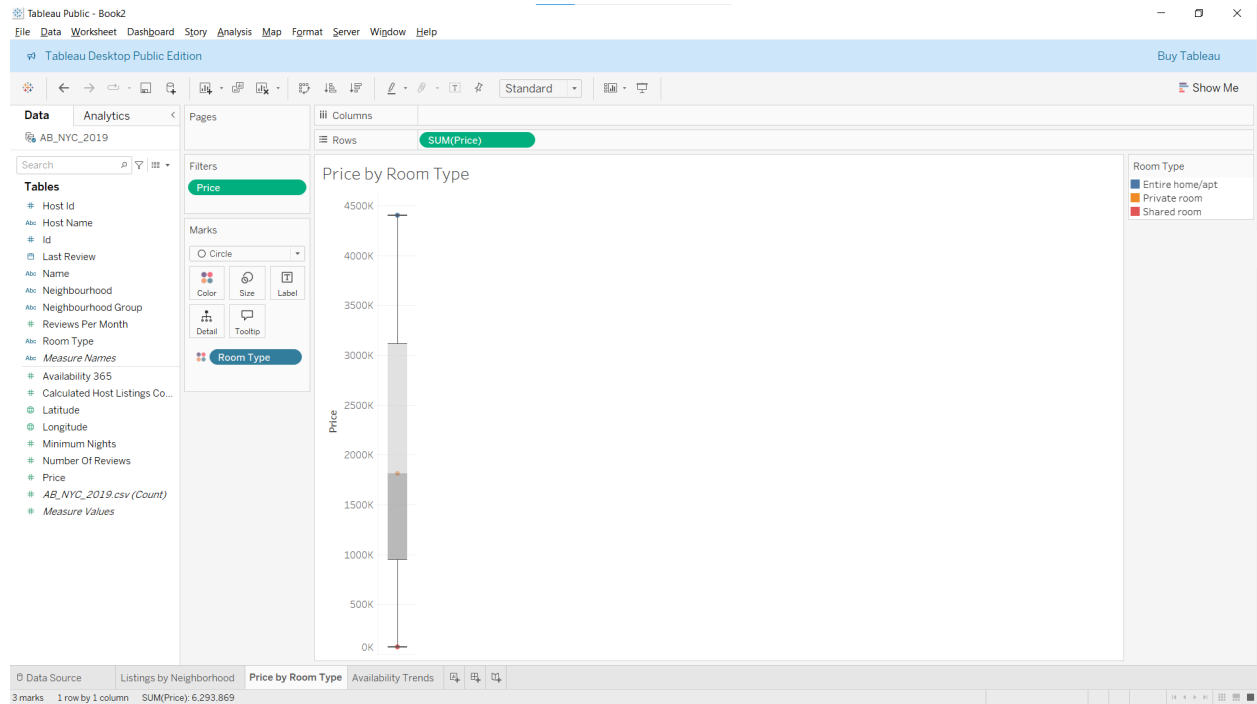 Tableau Public - Book2
File Data Worksheet Dashboard Story Analysis Map Format Server Window Help
Tableau Desktop Public Edition Buy Tableau
Standard Show Me
Data Analytics Pages Columns
AB_NYC_2019 Rows SUM(Price)
Search
Filters
Price
Tables
Host Id
Abc Host Name
Id
Last Review
Abc Name
Abc Neighbourhood
Abc Neighbourhood Group
Reviews Per Month
Abc Room Type
Abc Measure Names
Availability 365
Calculated Host Listings Co...
Latitude
Longitude
Minimum Nights
Number Of Reviews
Price
AB_NYC_2019.csv (Count)
Measure Values
Marks
Circle
Color Size Label
Detail Tooltip
Room Type
Price by Room Type
4500K
4000K
3500K
3000K
2500K
2000K
1500K
1000K
500K
0K
Price
Room Type
Entire home/apt
Private room
Shared room
Data Source Listings by Neighborhood Price by Room Type Availability Trends
3 marks 1 row by 1 column SUM(Price): 6,293,869